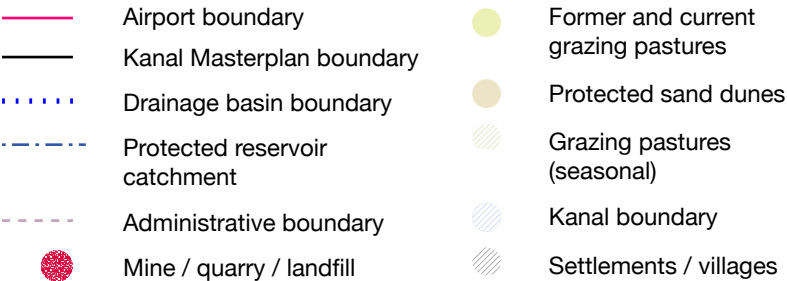 Airport boundary
Kanal Masterplan boundary
Drainage basin boundary
Protected reservoir
catchment
Administrative boundary
Mine / quarry / landfill
Former and current
grazing pastures
Protected sand dunes
Grazing pastures
(seasonal)
Kanal boundary
Settlements / villages